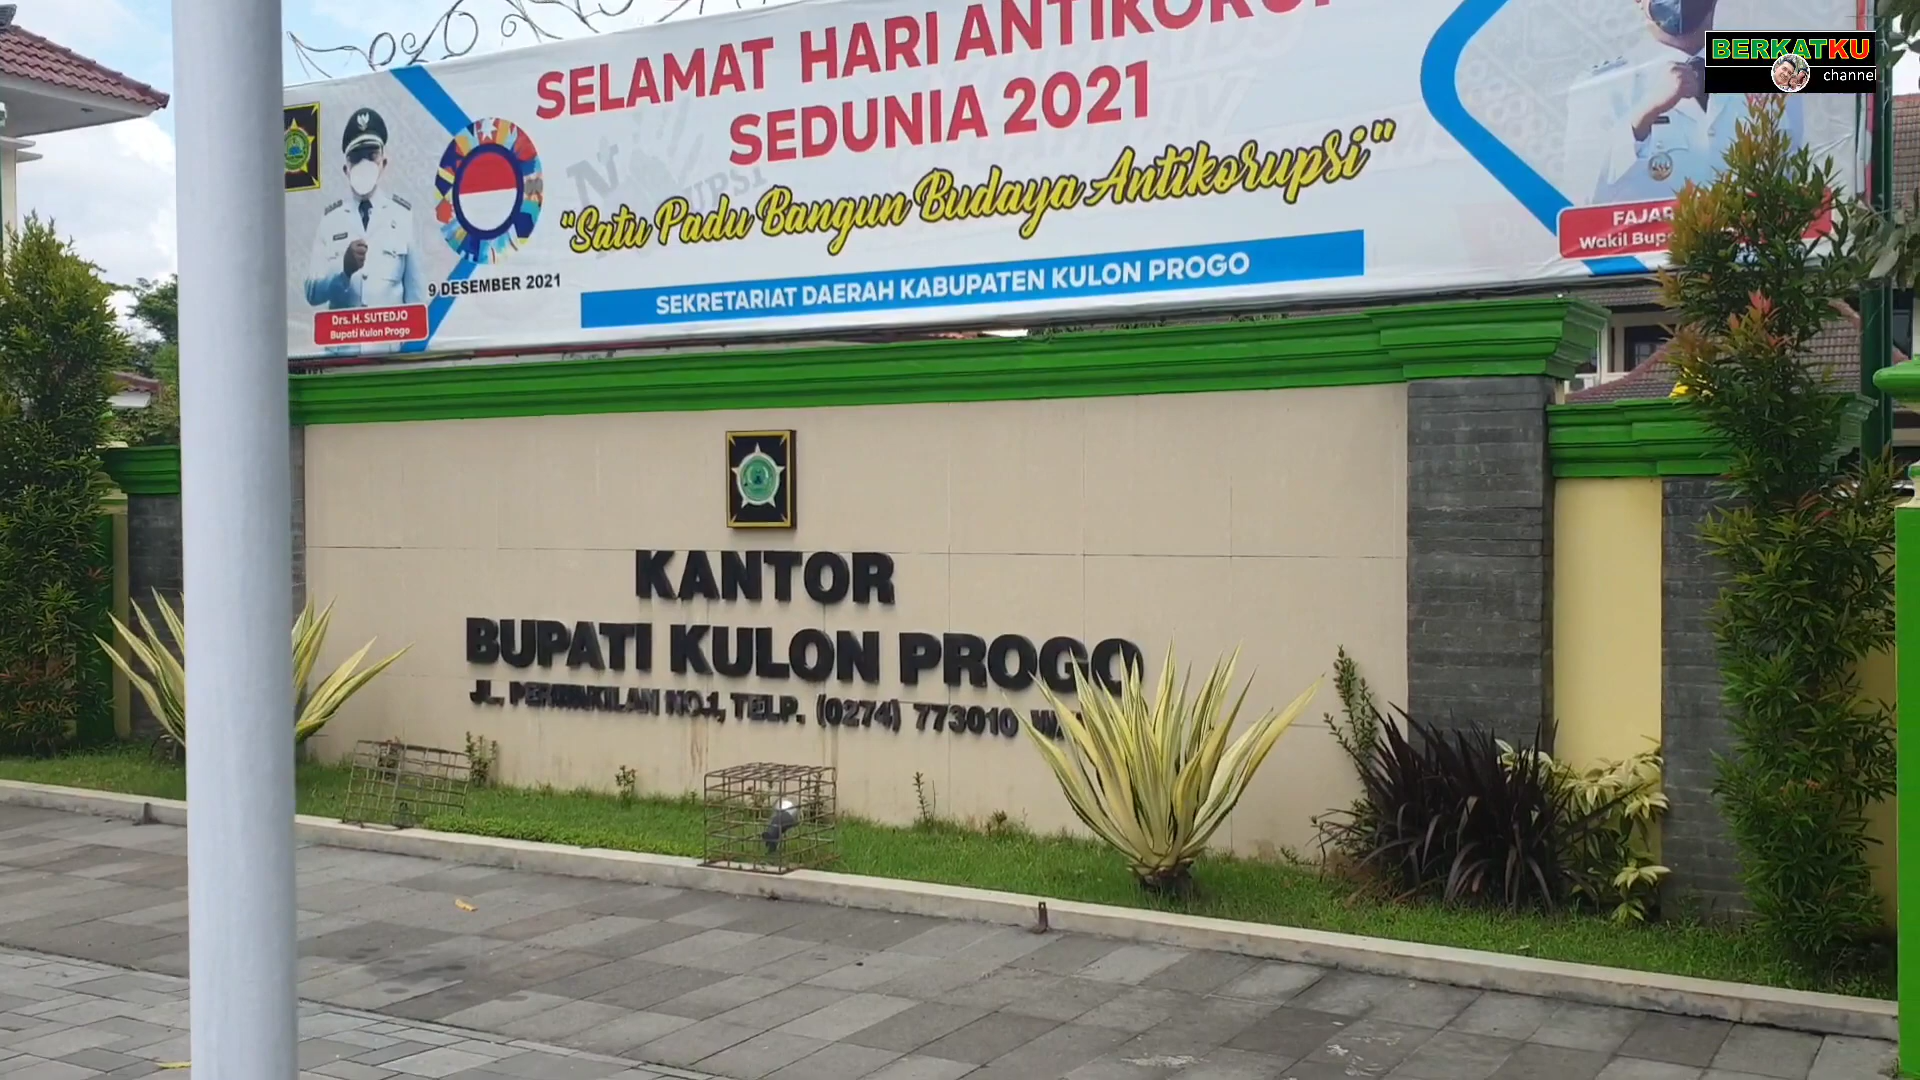 SELAMAT HARI ANTIKORUP
SEDUNIA 2021
"Satu Padu Bangun Budaya Antikorupsi"
SEKRETARIAT DAERAH KABUPATEN KULON PROGO
9 DESEMBER 2021
Drs. H. SUTEDJO
Bupati Kulon Progo
FAJAR
Wakil Bup
BERKATKU
channel
KANTOR
BUPATI KULON PROGO
JL. PERWAKILAN NO.1, TELP. (0274) 773010 WA